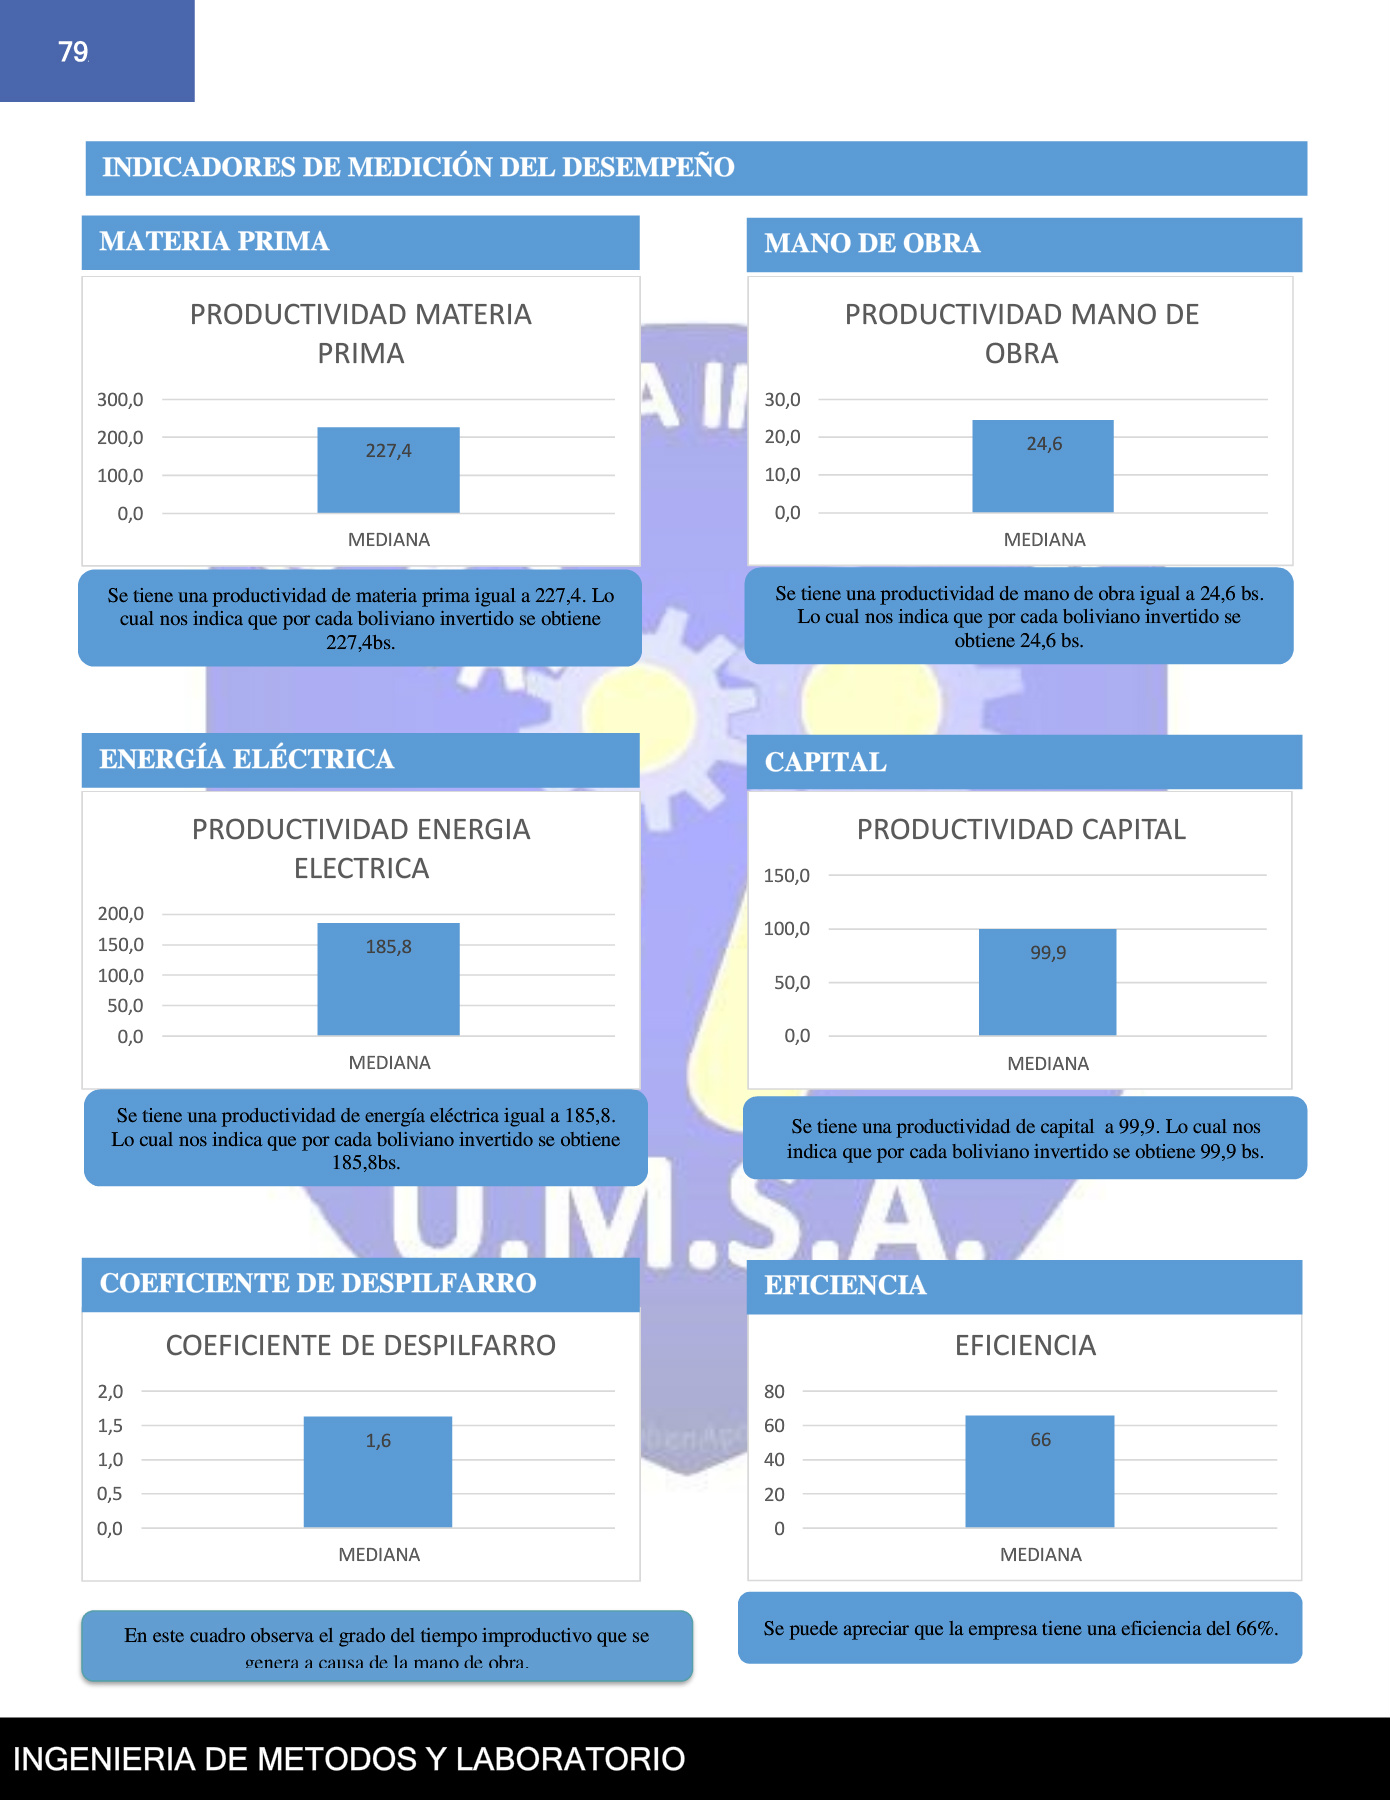 79
INDICADORES DE MEDICIÓN DEL DESEMPEÑO
MATERIA PRIMA
PRODUCTIVIDAD MATERIA
PRIMA
300,0
200,0
100,0
0,0
227,4
MEDIANA
Se tiene una productividad de materia prima igual a 227,4. Lo
cual nos indica que por cada boliviano invertido se obtiene
227,4bs.
MANO DE OBRA
PRODUCTIVIDAD MANO DE
OBRA
30,0
20,0
10,0
0,0
24,6
MEDIANA
Se tiene una productividad de mano de obra igual a 24,6 bs.
Lo cual nos indica que por cada boliviano invertido se
obtiene 24,6 bs.
ENERGÍA ELÉCTRICA
PRODUCTIVIDAD ENERGIA
ELECTRICA
200,0
150,0
100,0
50,0
0,0
185,8
MEDIANA
Se tiene una productividad de energía eléctrica igual a 185,8.
Lo cual nos indica que por cada boliviano invertido se obtiene
185,8bs.
CAPITAL
PRODUCTIVIDAD CAPITAL
150,0
100,0
50,0
0,0
99,9
MEDIANA
Se tiene una productividad de capital  a 99,9. Lo cual nos
indica que por cada boliviano invertido se obtiene 99,9 bs.
U.M.S.A.
COEFICIENTE DE DESPILFARRO
COEFICIENTE DE DESPILFARRO
2,0
1,5
1,0
0,5
0,0
1,6
MEDIANA
En este cuadro observa el grado del tiempo improductivo que se
genera a causa de la mano de obra.
EFICIENCIA
EFICIENCIA
80
60
40
20
0
66
MEDIANA
Se puede apreciar que la empresa tiene una eficiencia del 66%.
INGENIERIA DE METODOS Y LABORATORIO